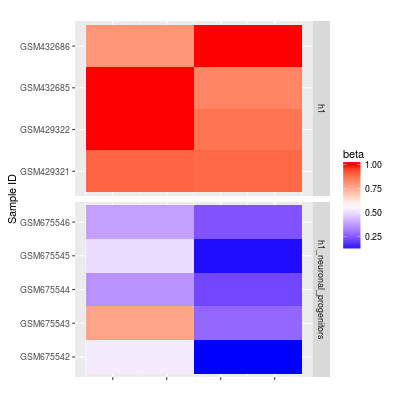 GSM432686
GSM432685
GSM429322
GSM429321
h1
GSM675546
GSM675545
GSM675544
GSM675543
GSM675542
h1_neuronal_progenitors
Sample ID
beta
1.00
0.75
0.50
0.25